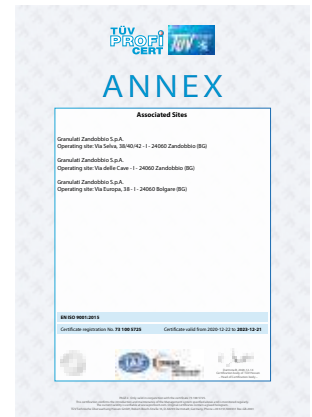 TÜV
PROFI
CERT
TÜV
ANNEX
Associated Sites
Granulati Zandobbio S.p.A.
Operating site: Via Selva, 38/40/42 - I - 24060 Zandobbio (BG)
Granulati Zandobbio S.p.A.
Operating site: Via delle Cave - I - 24060 Zandobbio (BG)
Granulati Zandobbio S.p.A.
Operating site: Via Europa, 38 - I - 24060 Bolgare (BG)
EN ISO 9001:2015
Certificate registration No. 73 100 5725
Certificate valid from 2020-12-22 to 2023-12-21
IAF